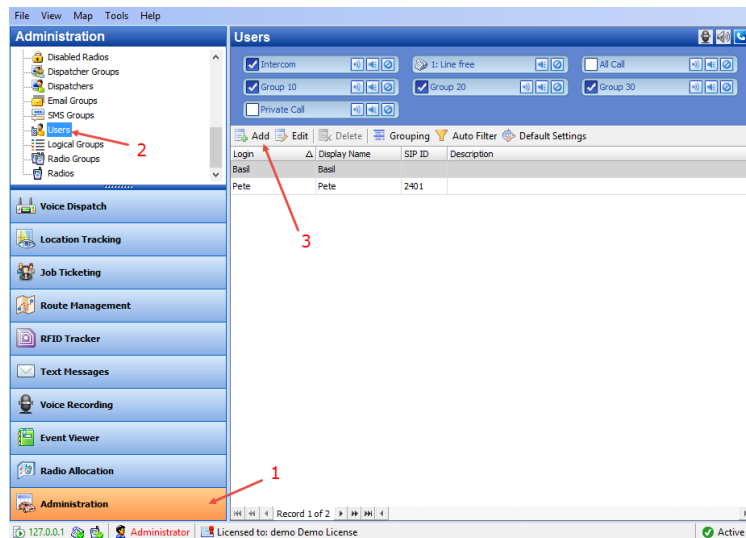 File View Map Tools Help
Administration
Disabled Radios
Dispatcher Groups
Dispatchers
Email Groups
SMS Groups
Users
Logical Groups
Radio Groups
Radios
2
Voice Dispatch
Location Tracking
Job Ticketing
Route Management
RFID Tracker
Text Messages
Voice Recording
Event Viewer
Radio Allocation
Administration
Users
Intercom
1: Line free
All Call
Group 10
Group 20
Group 30
Private Call
Add Edit Delete Grouping Auto Filter Default Settings
Login Display Name SIP ID Description
Basil Basil
Pete Pete 2401
3
1
Record 1 of 2
127.0.0.1 Administrator Licensed to: demo Demo License Active